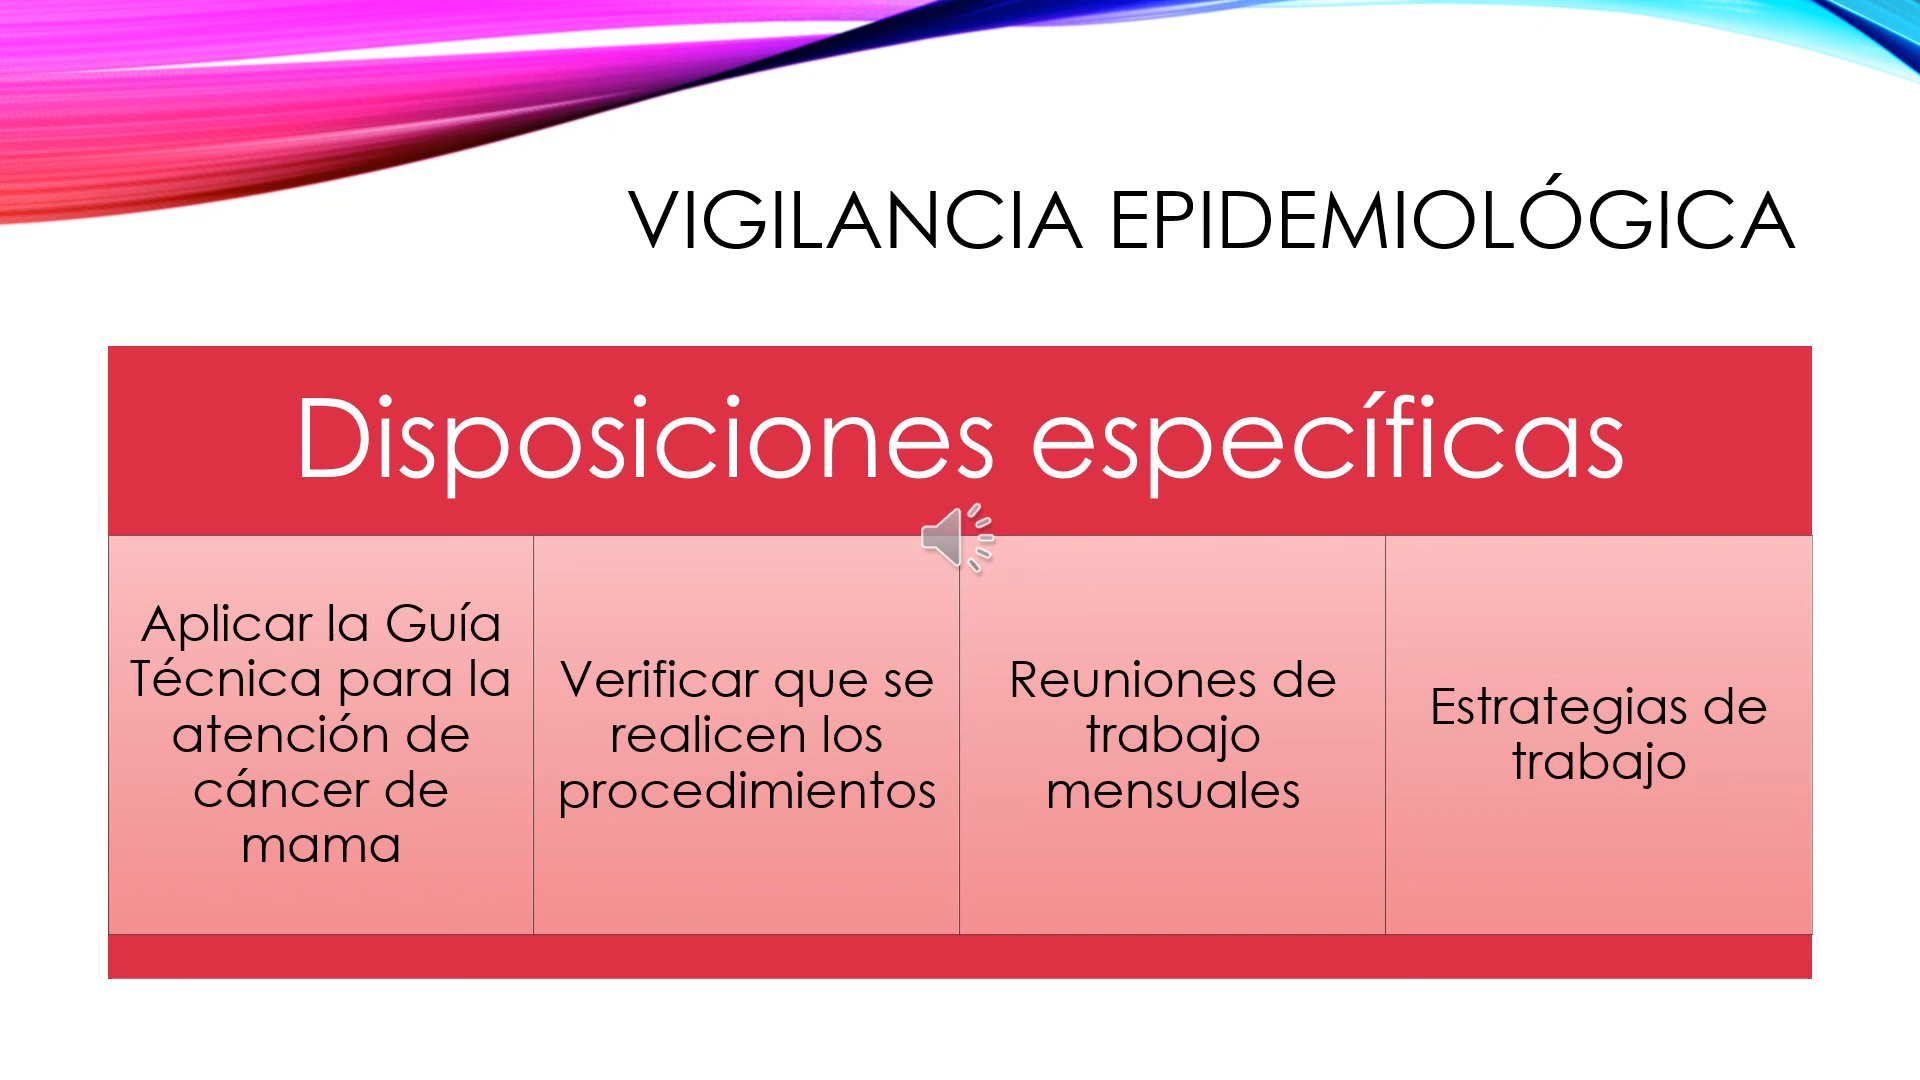 VIGILANCIA EPIDEMIOLÓGICA
Disposiciones específicas
Aplicar la Guía
Técnica para la
atención de
cáncer de
mama
Verificar que se
realicen los
procedimientos
Reuniones de
trabajo
mensuales
Estrategias de
trabajo